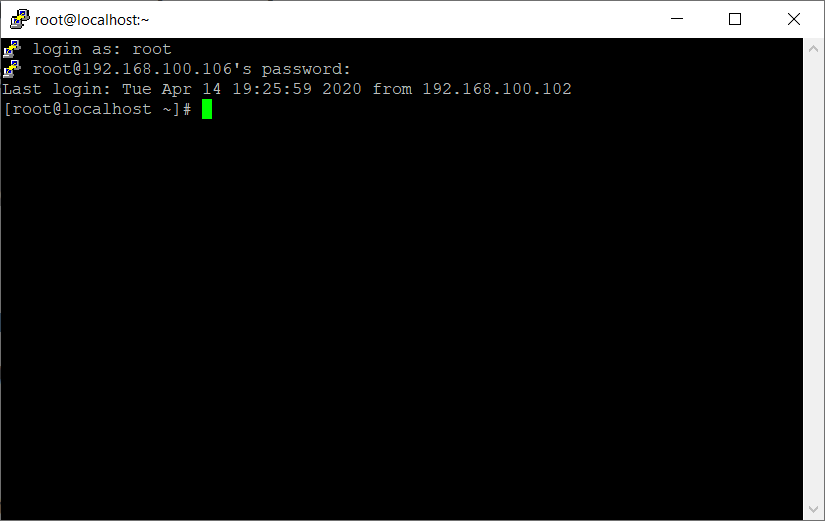 root@localhost:~
login as: root
root@192.168.100.106's password:
Last login: Tue Apr 14 19:25:59 2020 from 192.168.100.102
[root@localhost ~]#